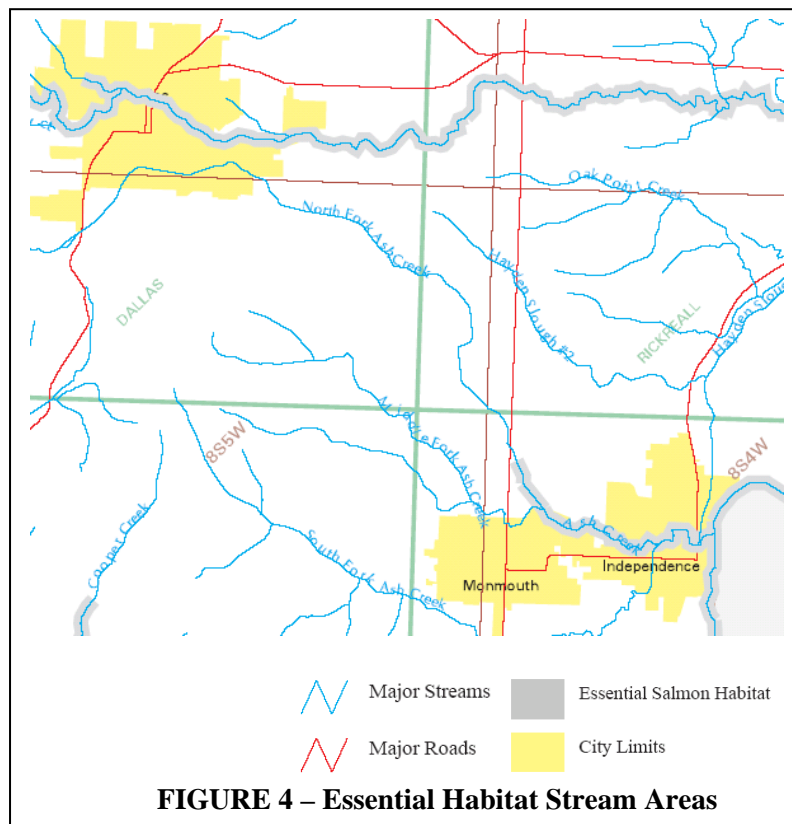 Oak Point Creek
North Fork Ash Creek
Hayden Slough #2
DALLAS
RICKREALL
Hayden Slou
Middle Fork Ash Creek
8S5W
8S4W
Ash Creek
Cooper Creek
South Fork Ash Creek
Independence
Monmouth
Major Streams
Essential Salmon Habitat
Major Roads
City Limits
FIGURE 4 – Essential Habitat Stream Areas